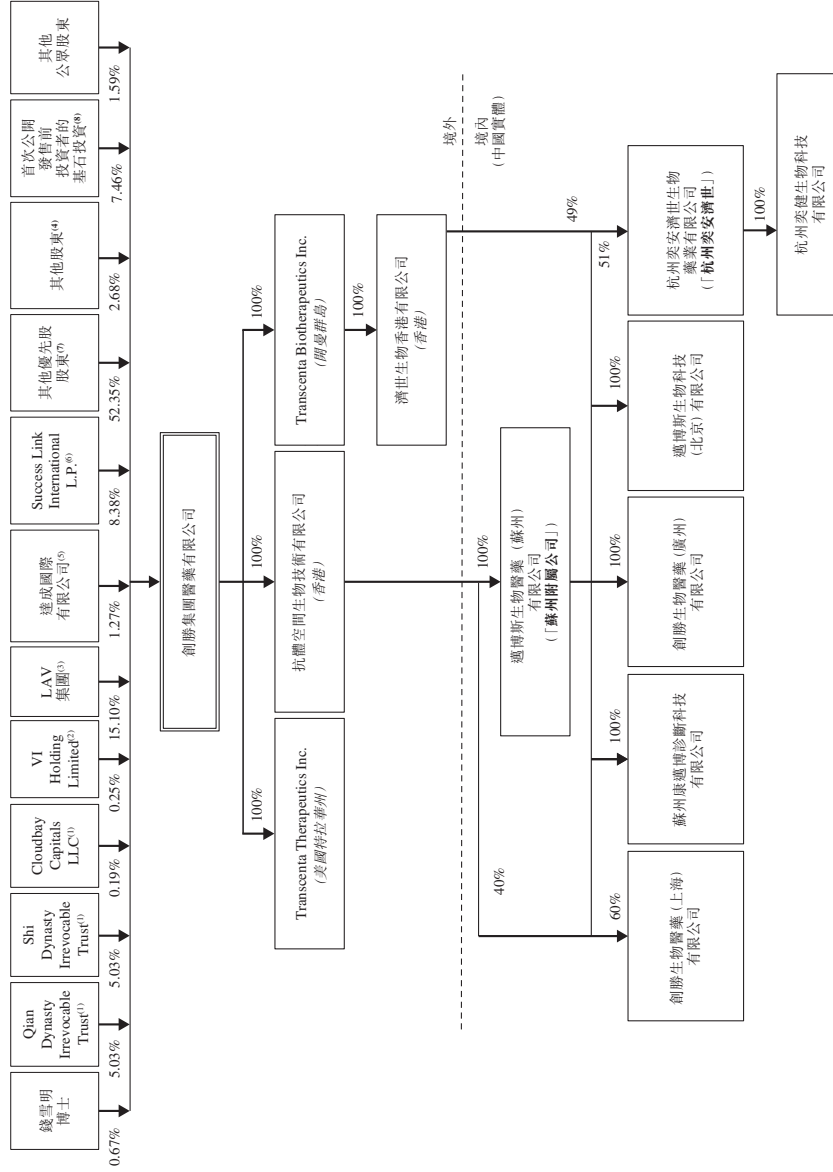 錢雪明
博士
Qian
Dynasty
Irrevocable
Trust(1)
Shi
Dynasty
Irrevocable
Trust(1)
Cloudbay
Capitals
LLC(1)
VI
Holding
Limited(2)
LAV
集團(3)
達成國際
有限公司(5)
Success Link
International
L.P.(6)
其他優先股
股東(7)
其他股東(4)
首次公開
發售前
投資者的
基石投資(8)
其他
公眾股東
0.67%
5.03%
5.03%
0.19%
0.25%
15.10%
1.27%
8.38%
52.35%
2.68%
7.46%
1.59%
創勝集團醫藥有限公司
100%
100%
100%
Transcenta Therapeutics Inc.
(美國特拉華州)
抗體空間生物技術有限公司
(香港)
Transcenta Biotherapeutics Inc.
(開曼群島)
100%
濟世生物香港有限公司
(香港)
境外
境內
(中國實體)
100%
邁博斯生物醫藥(蘇州)
有限公司
(「蘇州附屬公司」)
40%
49%
60%
100%
100%
100%
51%
創勝生物醫藥(上海)
有限公司
蘇州康邁博診斷科技
有限公司
創勝生物醫藥(廣州)
有限公司
邁博斯生物科技
(北京)有限公司
杭州奕安濟世生物
藥業有限公司
(「杭州奕安濟世」)
100%
杭州奕健生物科技
有限公司